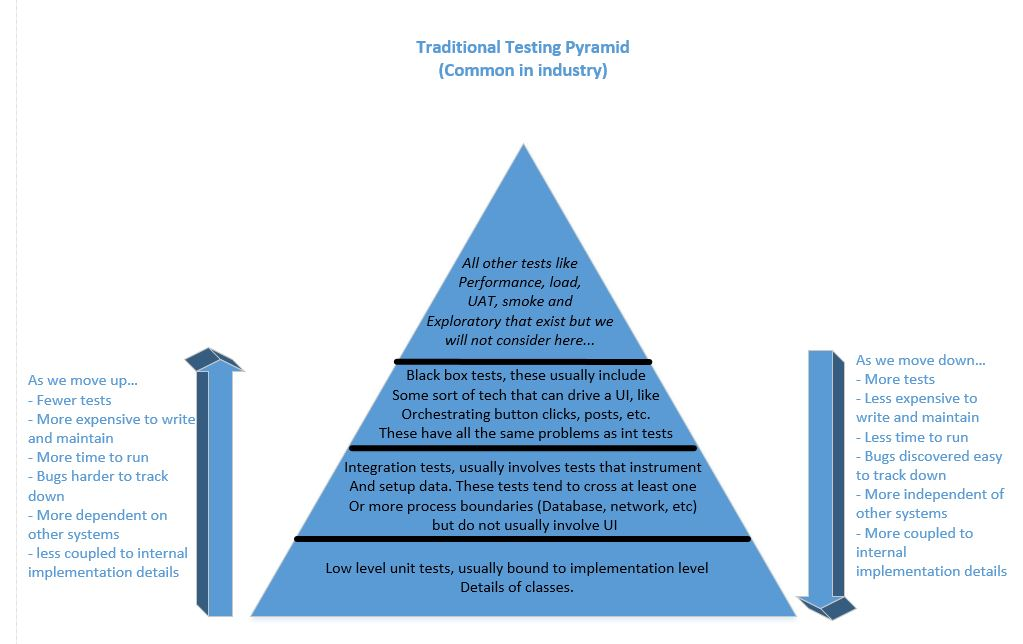 Traditional Testing Pyramid
(Common in industry)
All other tests like
Performance, load,
UAT, smoke and
Exploratory that exist but we
will not consider here...
Black box tests, these usually include
Some sort of tech that can drive a UI, like
Orchestrating button clicks, posts, etc.
These have all the same problems as int tests
Integration tests, usually involves tests that instrument
And setup data. These tests tend to cross at least one
Or more process boundaries (Database, network, etc)
but do not usually involve UI
Low level unit tests, usually bound to implementation level
Details of classes.
As we move up...
- Fewer tests
- More expensive to write
and maintain
- More time to run
- Bugs harder to track
down
- More dependent on
other systems
- less coupled to internal
implementation details
As we move down...
- More tests
- Less expensive to
write and maintain
- Less time to run
- Bugs discovered easy
to track down
- More independent of
other systems
- More coupled to
internal
implementation details